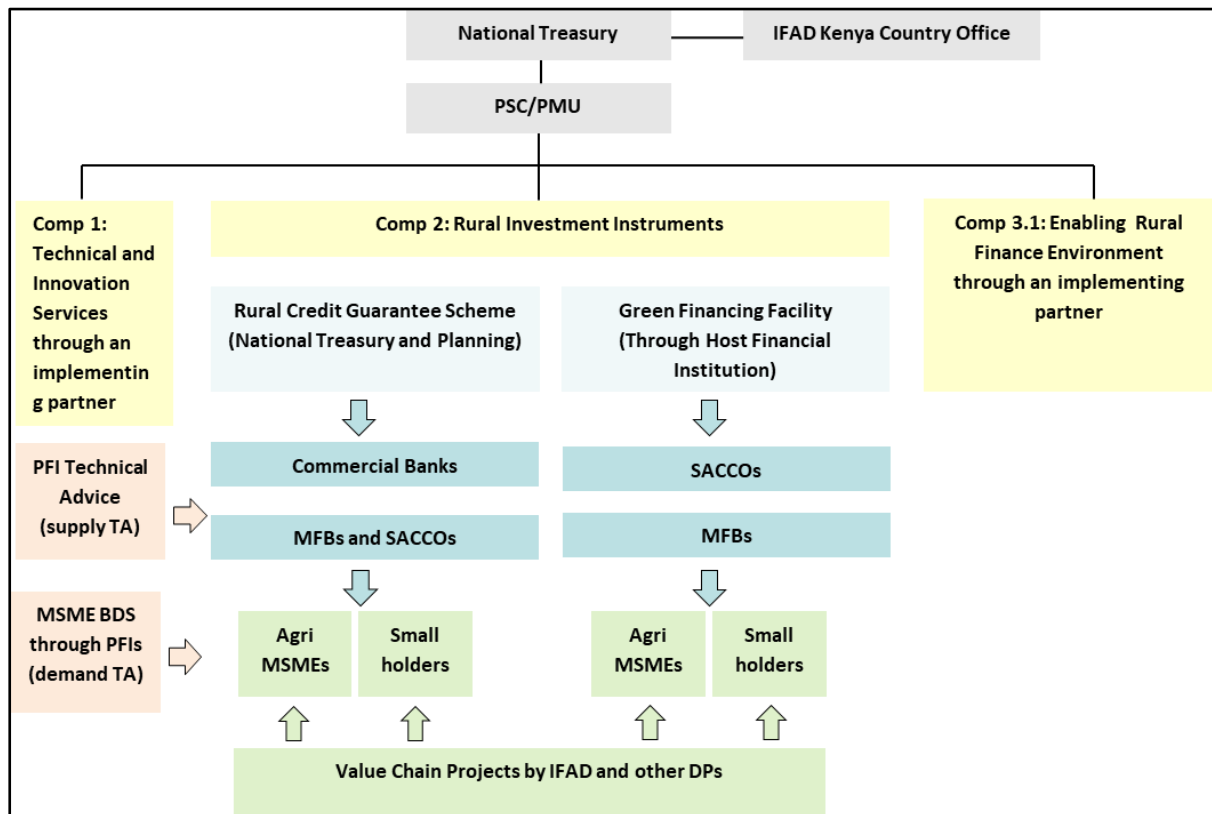 National Treasury
IFAD Kenya Country Office
PSC/PMU
Comp 1:
Technical and
Innovation
Services
through an
implementin
g partner
Comp 2: Rural Investment Instruments
Comp 3.1: Enabling Rural
Finance Environment
through an implementing
partner
Rural Credit Guarantee Scheme
(National Treasury and Planning)
Green Financing Facility
(Through Host Financial
Institution)
PFI Technical
Advice
(supply TA)
Commercial Banks
SACCOs
MFBs and SACCOs
MFBs
MSME BDS
through PFIs
(demand TA)
Agri
MSMEs
Small
holders
Agri
MSMEs
Small
holders
Value Chain Projects by IFAD and other DPs